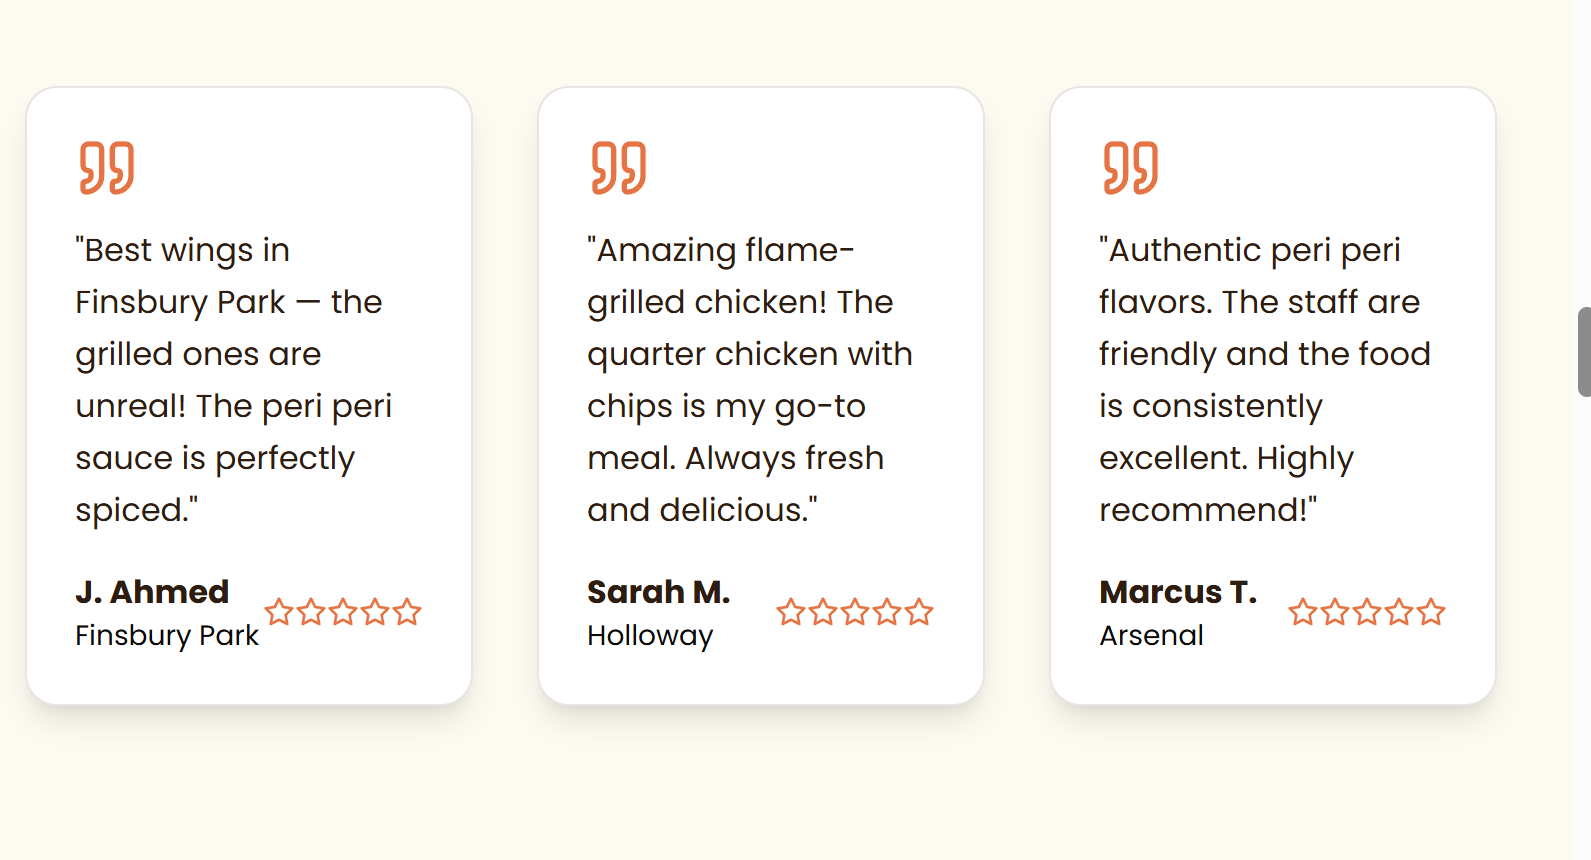 "Best wings in
Finsbury Park — the
grilled ones are
unreal! The peri peri
sauce is perfectly
spiced."
J. Ahmed
Finsbury Park
"Amazing flame-
grilled chicken! The
quarter chicken with
chips is my go-to
meal. Always fresh
and delicious."
Sarah M.
Holloway
"Authentic peri peri
flavors. The staff are
friendly and the food
is consistently
excellent. Highly
recommend!"
Marcus T.
Arsenal